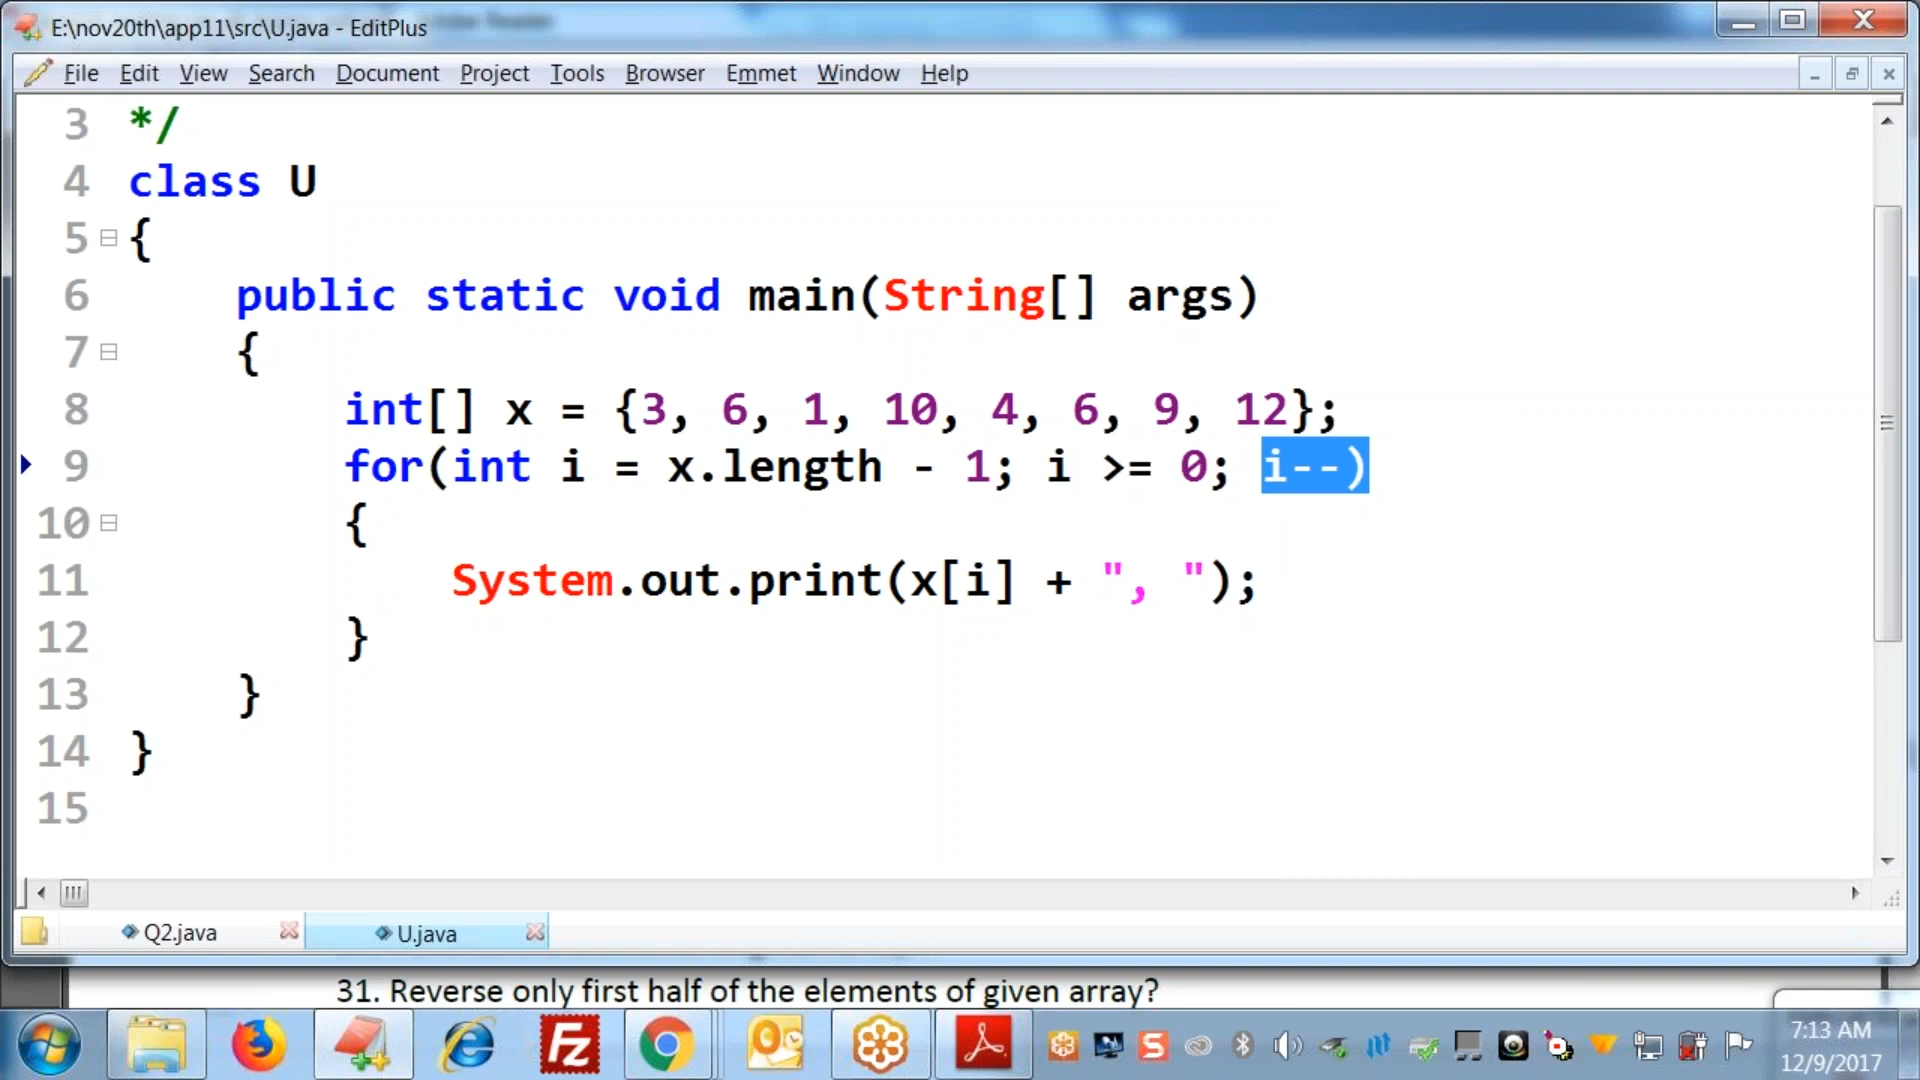 E:\nov20th\app11\src\U.java - EditPlus
File Edit View Search Document Project Tools Browser Emmet Window Help
3 */
4 class U
5 {
6 public static void main(String[] args)
7 {
8 int[] x = {3, 6, 1, 10, 4, 6, 9, 12};
9 for(int i = x.length - 1; i >= 0; i--)
10 {
11 System.out.print(x[i] + ", ");
12 }
13 }
14 }
15
Q2.java U.java
31. Reverse only first half of the elements of given array?
7:13 AM
12/9/2017